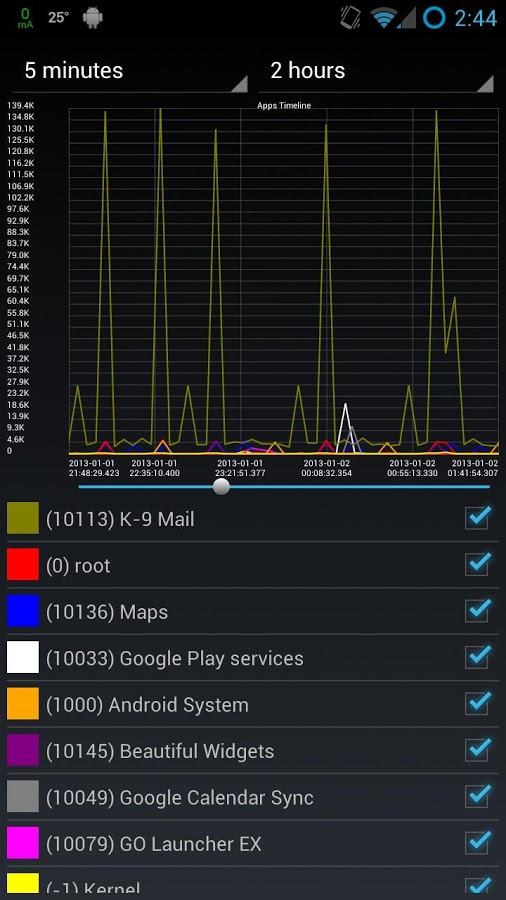 0
mA
25°
2:44
5 minutes
2 hours
Apps Timeline
139.4K
134.8K
130.1K
125.5K
120.8K
116.2K
111.5K
106.9K
102.2K
97.6K
92.9K
88.3K
83.7K
79.0K
74.4K
69.7K
65.1K
60.4K
55.8K
51.1K
46.5K
41.8K
37.2K
32.5K
27.9K
23.2K
18.6K
13.9K
9.3K
4.6K
0
2013-01-01 2013-01-01 2013-01-01 2013-01-02 2013-01-02 2013-01-02
21:48:29.423 22:35:10.400 23:21:51.377 00:08:32.354 00:55:13.330 01:41:54.307
(10113) K-9 Mail
(0) root
(10136) Maps
(10033) Google Play services
(1000) Android System
(10145) Beautiful Widgets
(10049) Google Calendar Sync
(10079) GO Launcher EX
(-1) Kernel